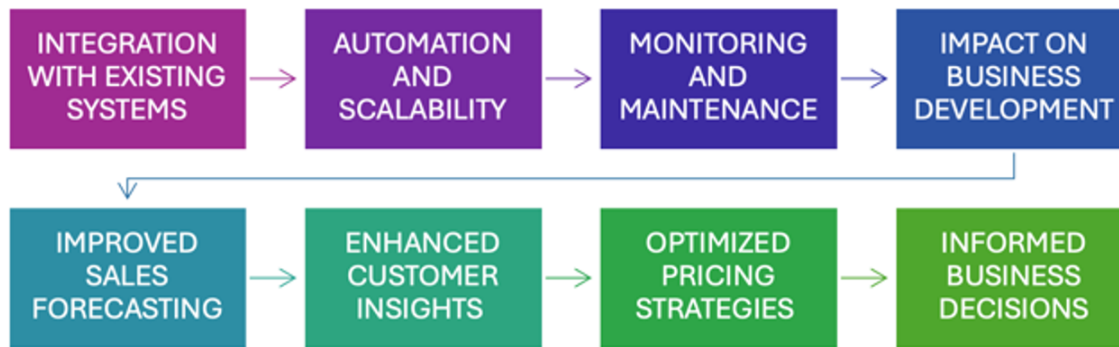 INTEGRATION
WITH EXISTING
SYSTEMS
AUTOMATION
AND
SCALABILITY
MONITORING
AND
MAINTENANCE
IMPACT ON
BUSINESS
DEVELOPMENT
IMPROVED
SALES
FORECASTING
ENHANCED
CUSTOMER
INSIGHTS
OPTIMIZED
PRICING
STRATEGIES
INFORMED
BUSINESS
DECISIONS